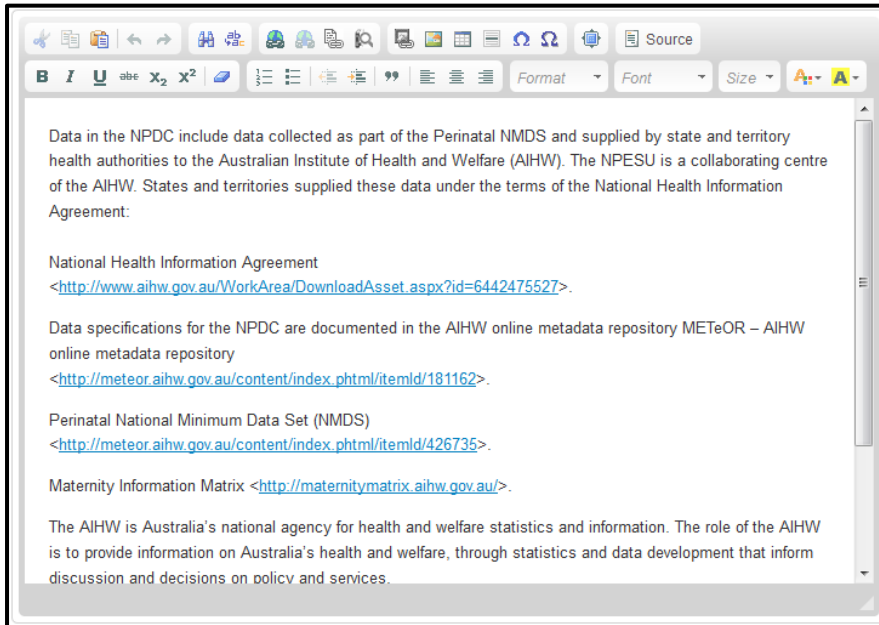 Source
B I U abc X₂ X² Format Font Size A A
Data in the NPDC include data collected as part of the Perinatal NMDS and supplied by state and territory
health authorities to the Australian Institute of Health and Welfare (AIHW). The NPESU is a collaborating centre
of the AIHW. States and territories supplied these data under the terms of the National Health Information
Agreement:
National Health Information Agreement
<http://www.aihw.gov.au/WorkArea/DownloadAsset.aspx?id=6442475527>.
Data specifications for the NPDC are documented in the AIHW online metadata repository METeOR – AIHW
online metadata repository
<http://meteor.aihw.gov.au/content/index.phtml/itemId/181162>.
Perinatal National Minimum Data Set (NMDS)
<http://meteor.aihw.gov.au/content/index.phtml/itemId/426735>.
Maternity Information Matrix <http://maternitymatrix.aihw.gov.au/>.
The AIHW is Australia’s national agency for health and welfare statistics and information. The role of the AIHW
is to provide information on Australia’s health and welfare, through statistics and data development that inform
discussion and decisions on policy and services.